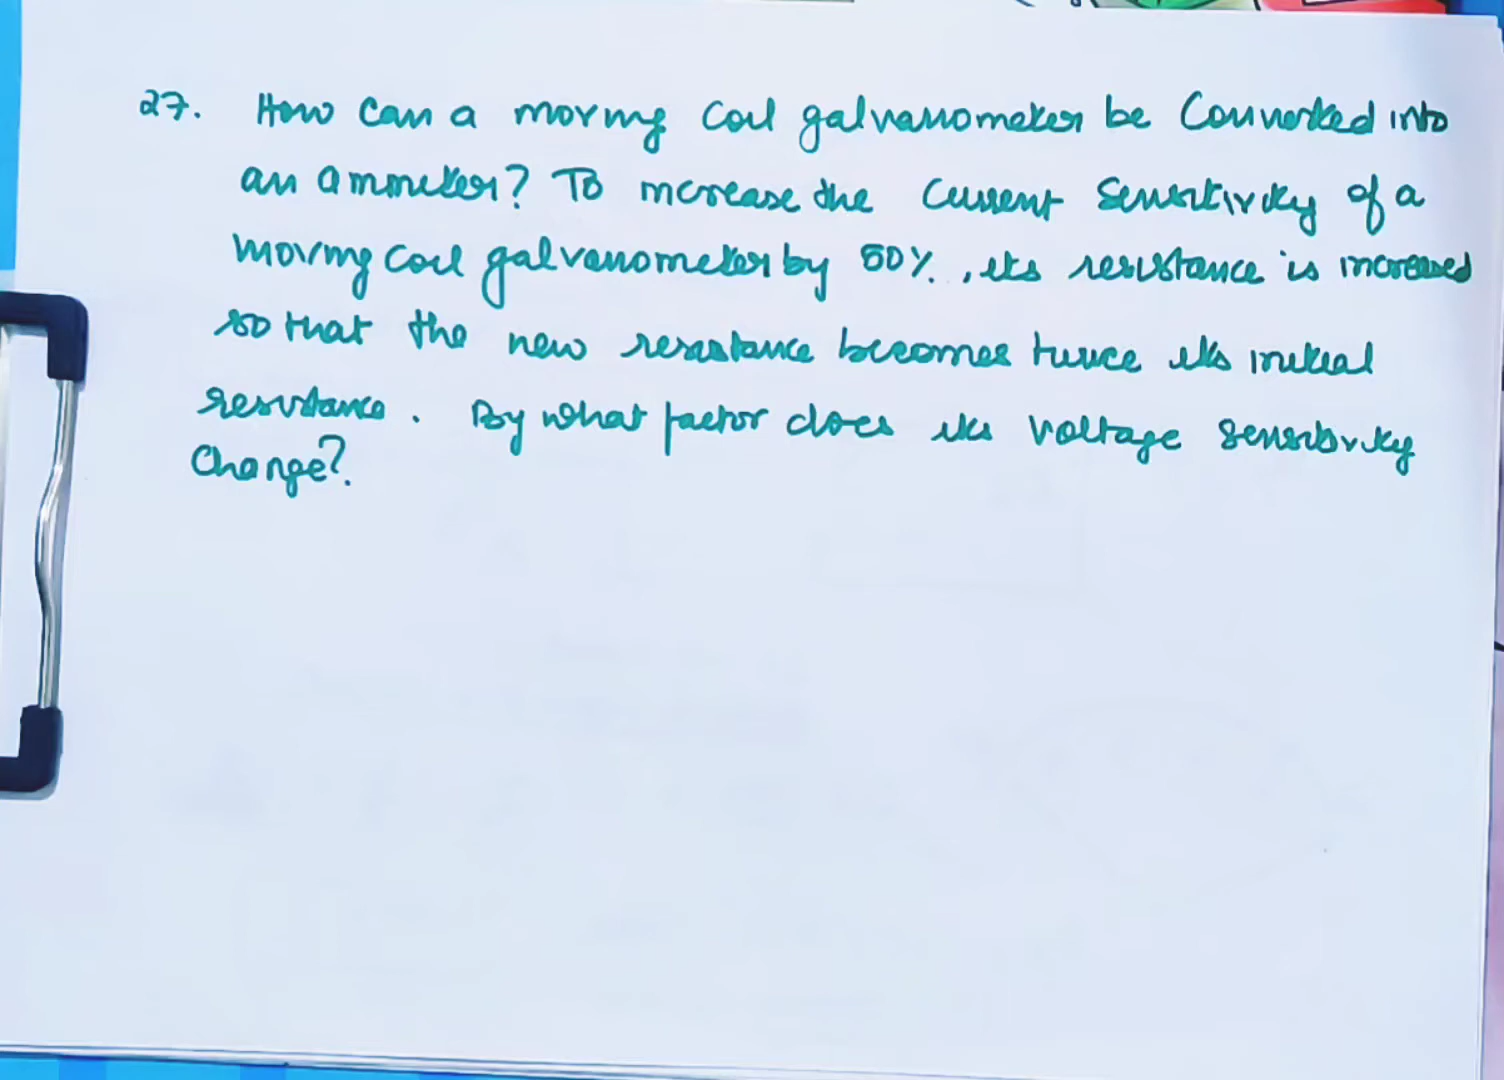 27. How can a moving coil galvanometer be Converted into
an ammeter? To increase the current sensitivity of a
moving coil galvanometer by 50%, its resistance is increased
so that the new resistance becomes twice its initial
resistance. By what factor does its voltage sensitivity
change?